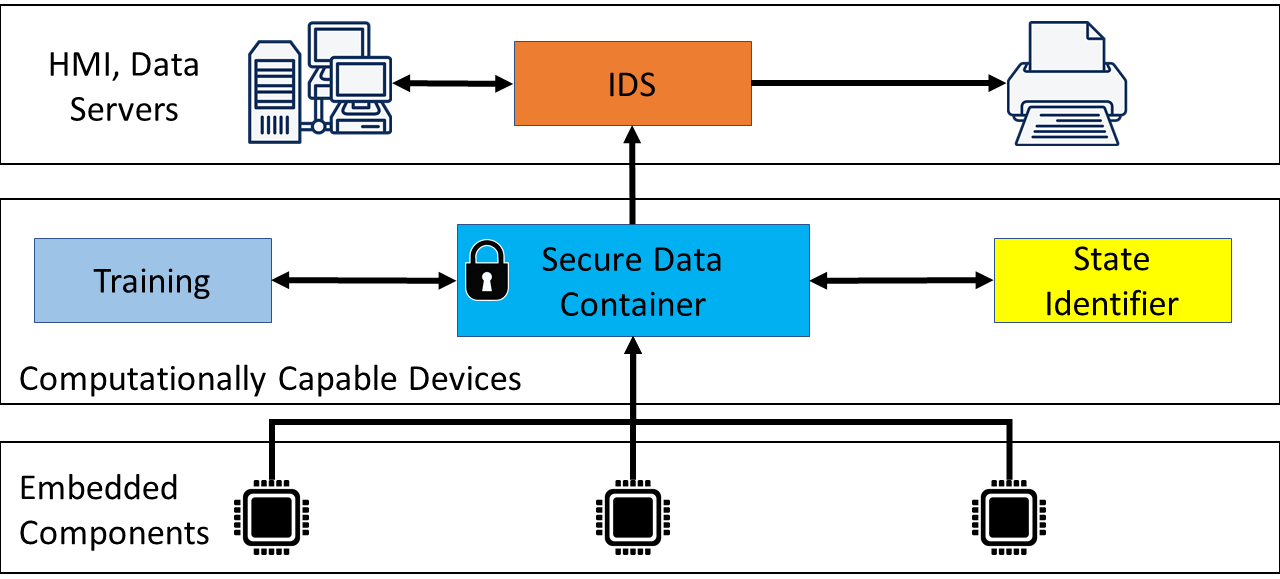 HMI, Data
Servers
IDS
Training
Secure Data
Container
State
Identifier
Computationally Capable Devices
Embedded
Components